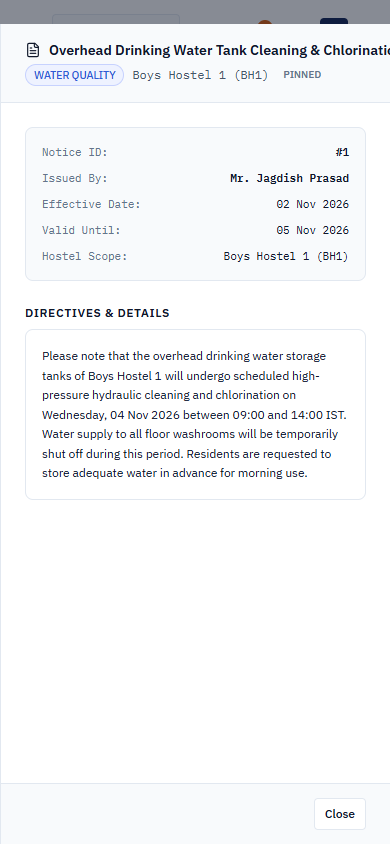 Overhead Drinking Water Tank Cleaning & Chlorinatio
WATER QUALITY Boys Hostel 1 (BH1) PINNED
Notice ID: #1
Issued By: Mr. Jagdish Prasad
Effective Date: 02 Nov 2026
Valid Until: 05 Nov 2026
Hostel Scope: Boys Hostel 1 (BH1)
DIRECTIVES & DETAILS
Please note that the overhead drinking water storage
tanks of Boys Hostel 1 will undergo scheduled high-
pressure hydraulic cleaning and chlorination on
Wednesday, 04 Nov 2026 between 09:00 and 14:00 IST.
Water supply to all floor washrooms will be temporarily
shut off during this period. Residents are requested to
store adequate water in advance for morning use.
Close